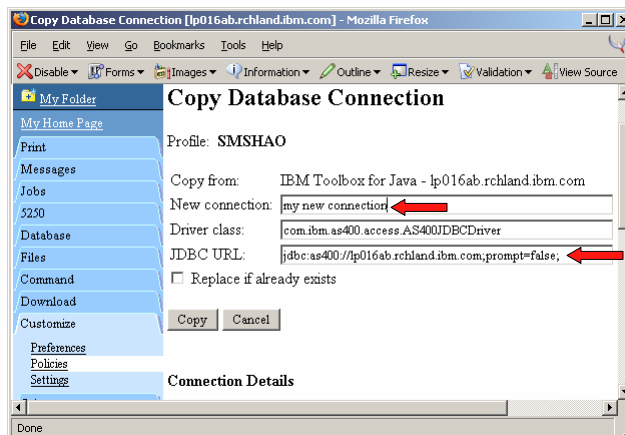 Copy Database Connection [lp016ab.rchland.ibm.com] - Mozilla Firefox
File Edit View Go Bookmarks Tools Help
Disable Forms Images Information Outline Resize Validation View Source
My Folder
My Home Page
Print
Messages
Jobs
5250
Database
Files
Command
Download
Customize
Preferences
Policies
Settings
Copy Database Connection
Profile: SMSHAO
Copy from: IBM Toolbox for Java - lp016ab.rchland.ibm.com
New connection: my new connection
Driver class: com.ibm.as400.access.AS400JDBCDriver
JDBC URL: jdbc:as400://lp016ab.rchland.ibm.com;prompt=false;
Replace if already exists
Copy Cancel
Connection Details
Done